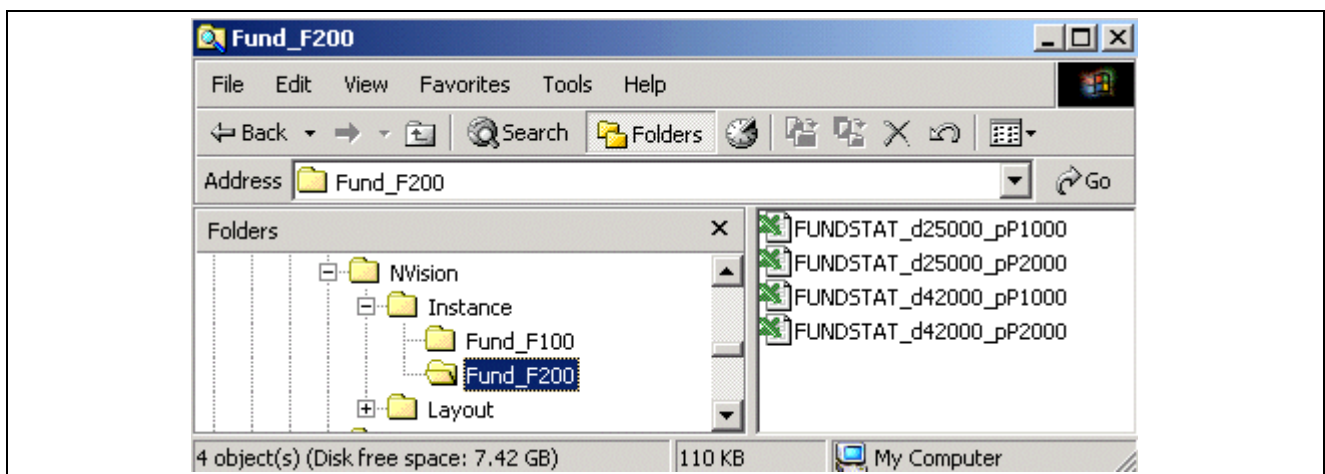 Fund_F200
File Edit View Favorites Tools Help
Back Search Folders
Address Fund_F200 Go
Folders
NVision
Instance
Fund_F100
Fund_F200
Layout
FUNDSTAT_d25000_pP1000
FUNDSTAT_d25000_pP2000
FUNDSTAT_d42000_pP1000
FUNDSTAT_d42000_pP2000
4 object(s) (Disk free space: 7.42 GB) 110 KB My Computer